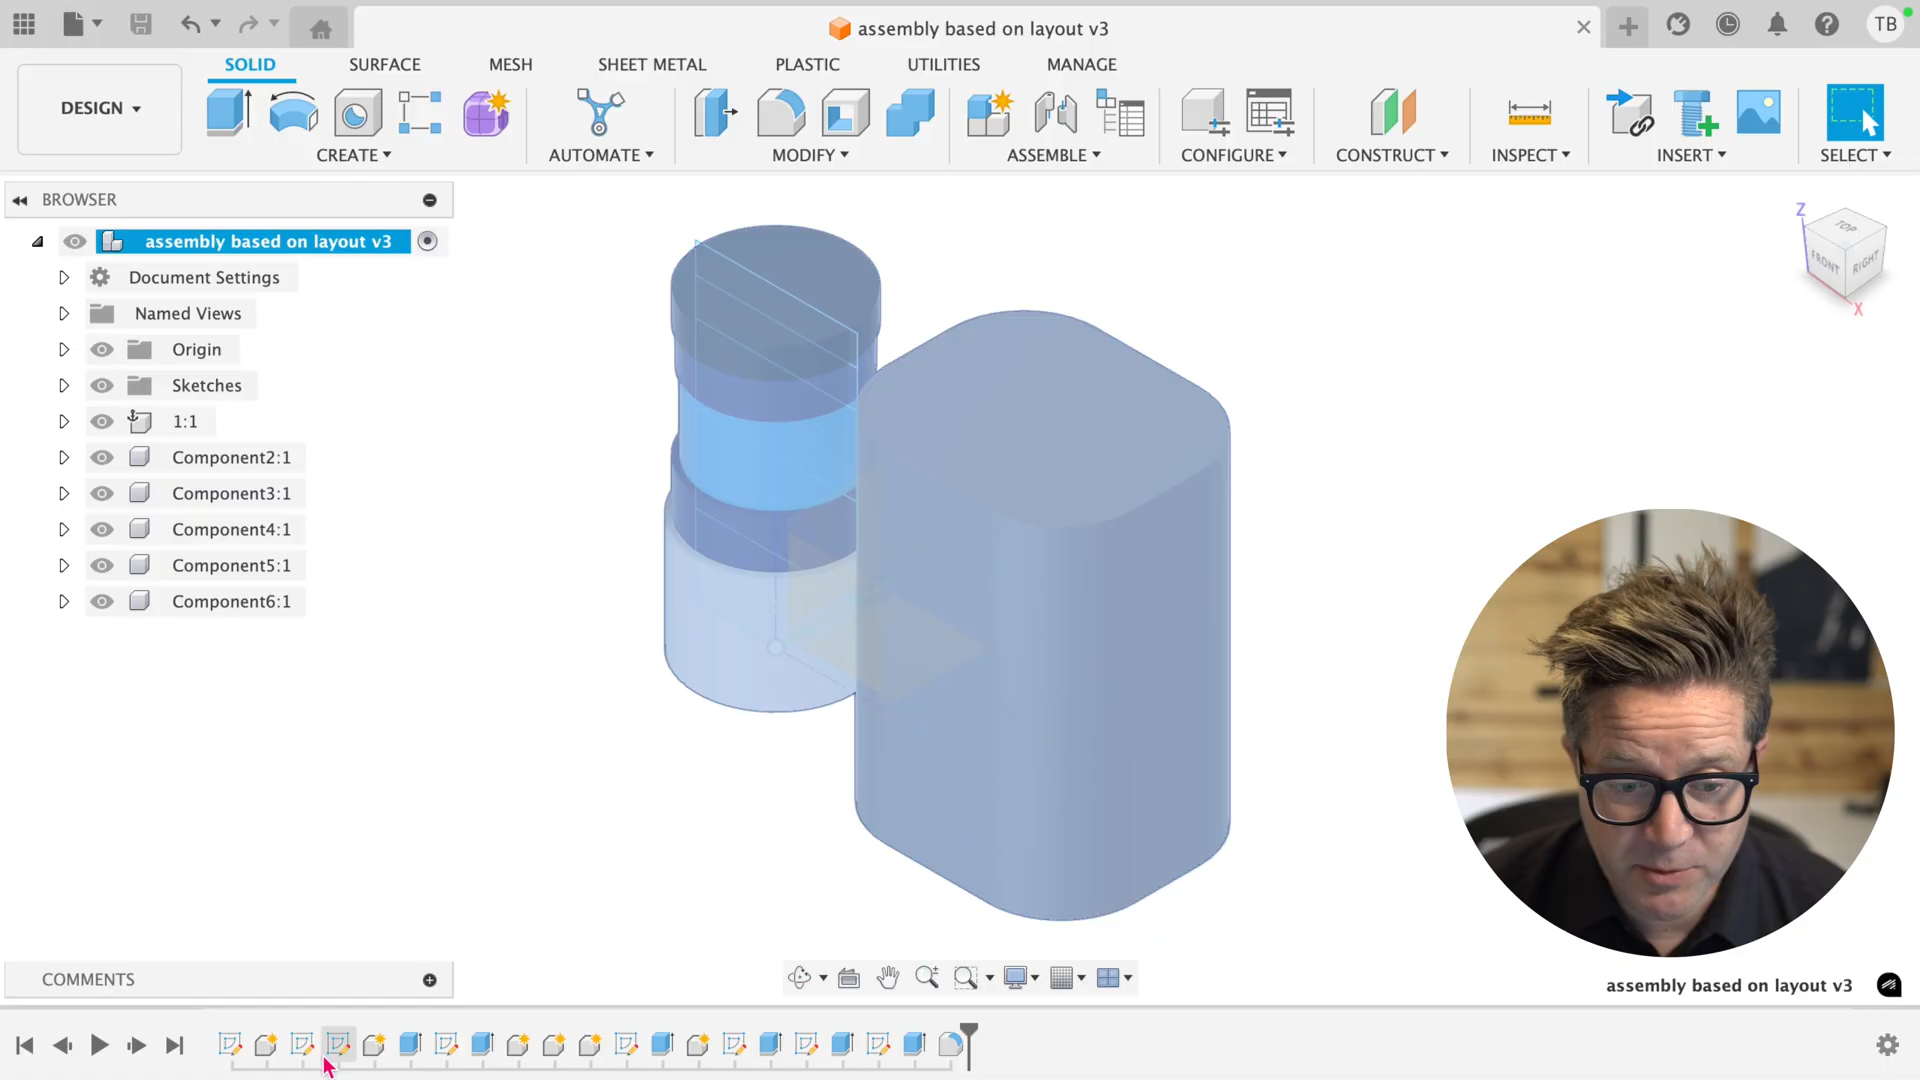 assembly based on layout v3
TB
DESIGN
SOLID
SURFACE
MESH
SHEET METAL
PLASTIC
UTILITIES
MANAGE
CREATE
AUTOMATE
MODIFY
ASSEMBLE
CONFIGURE
CONSTRUCT
INSPECT
INSERT
SELECT
BROWSER
assembly based on layout v3
Document Settings
Named Views
Origin
Sketches
1:1
Component2:1
Component3:1
Component4:1
Component5:1
Component6:1
Z
TOP
FRONT
RIGHT
X
COMMENTS
assembly based on layout v3